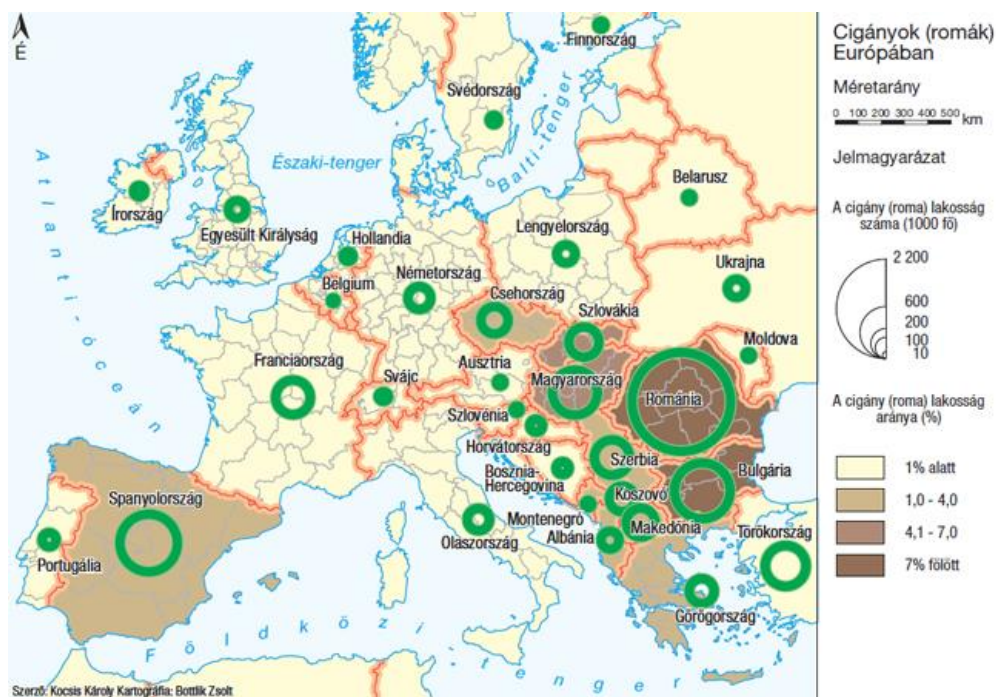 É
Finnország
Svédország
Balti-tenger
Északi-tenger
Atlanti-óceán
Írország
Egyesült Királyság
Hollandia
Belgium
Németország
Lengyelország
Belarusz
Ukrajna
Csehország
Szlovákia
Moldova
Franciaország
Svájc
Ausztria
Magyarország
Románia
Szlovénia
Horvátország
Bosznia-
Hercegovina
Szerbia
Bulgária
Koszovó
Montenegró
Makedónia
Albánia
Törökország
Olaszország
Spanyolország
Portugália
Görögország
Földközi-tenger
Szerző: Kocsis Károly Kartográfia: Bottlik Zsolt
Cigányok (romák)
Európában
Méretarány
0 100 200 300 400 500 km
Jelmagyarázat
A cigány (roma) lakosság
száma (1000 fő)
2 200
600
200
100
10
A cigány (roma) lakosság
aránya (%)
1% alatt
1,0 - 4,0
4,1 - 7,0
7% fölött